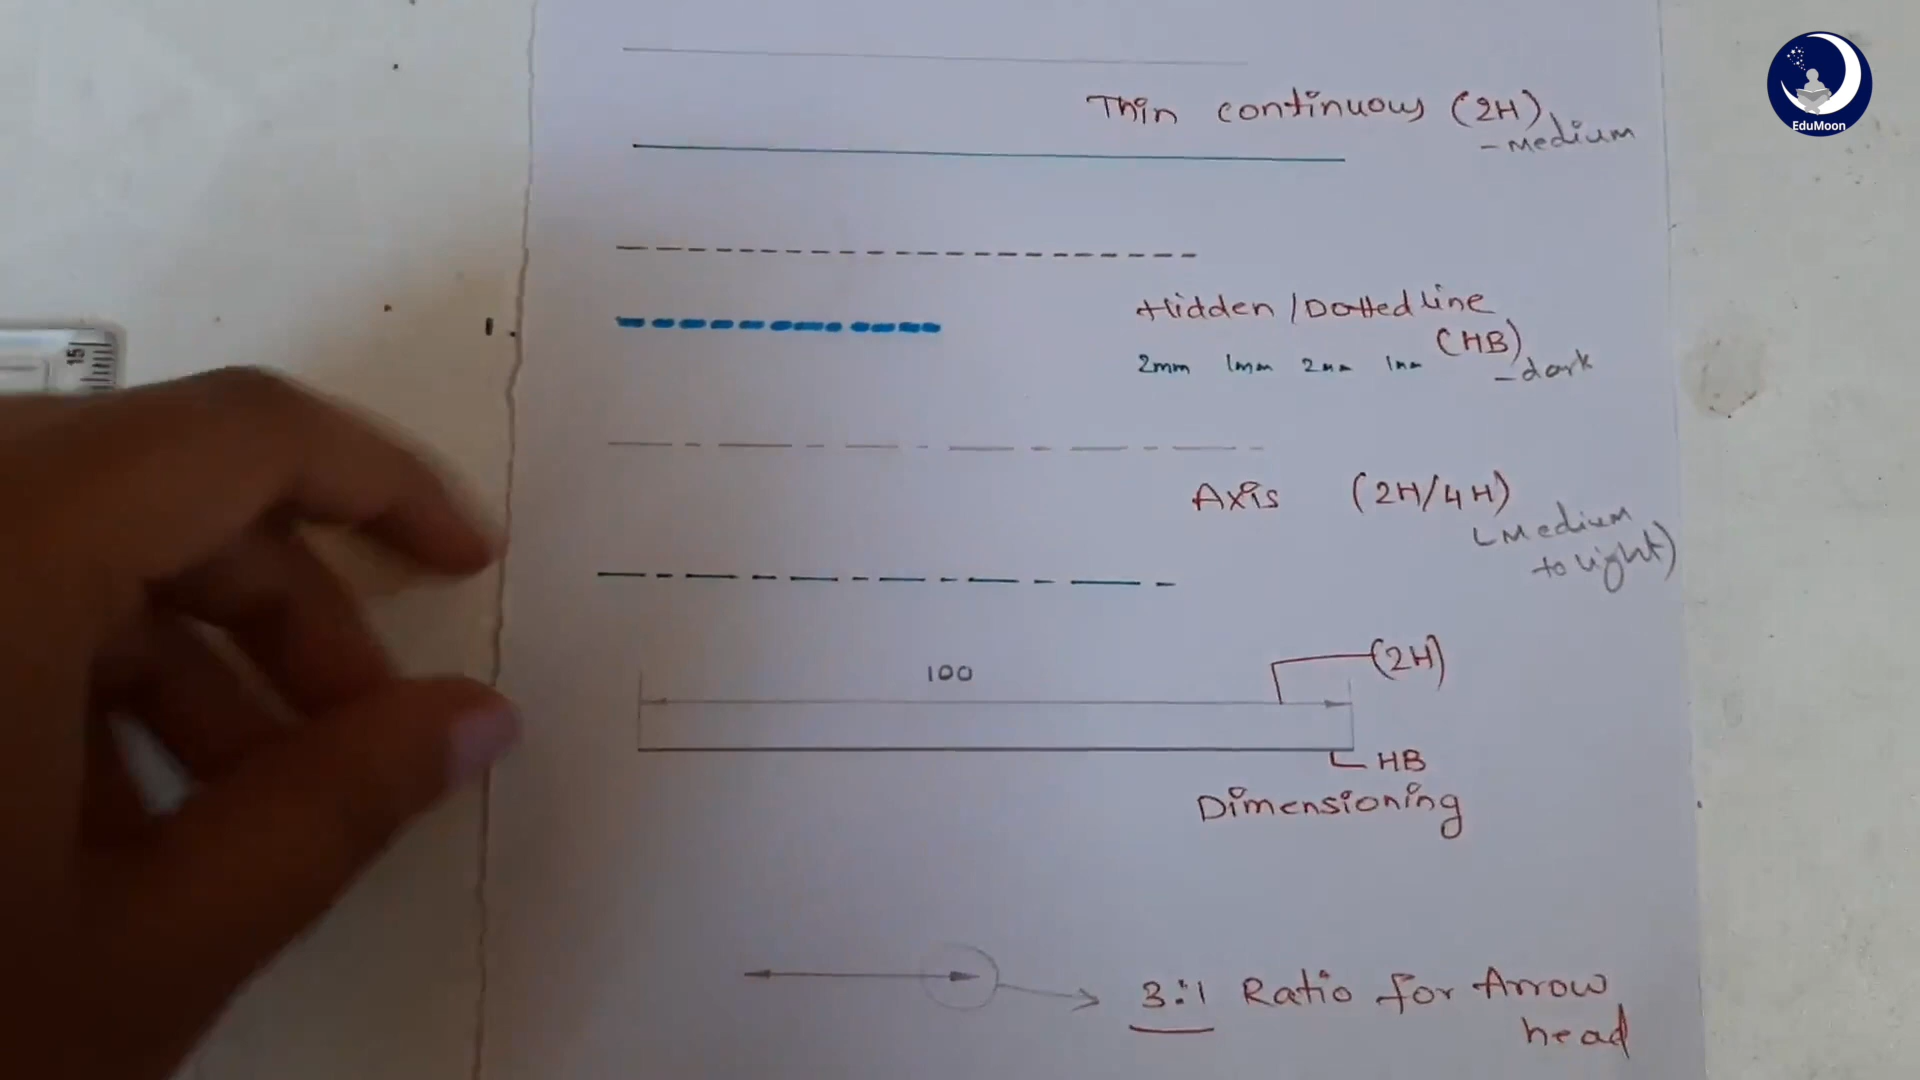 EduMoon
Thin continuous (2H)
- Medium
Hidden / Dotted line
(HB)
2mm 1mm 2mm 1mm
- dark
Axis (2H/4H)
(Medium
to light)
100
(2H)
HB
Dimensioning
3:1 Ratio for Arrow
head
15